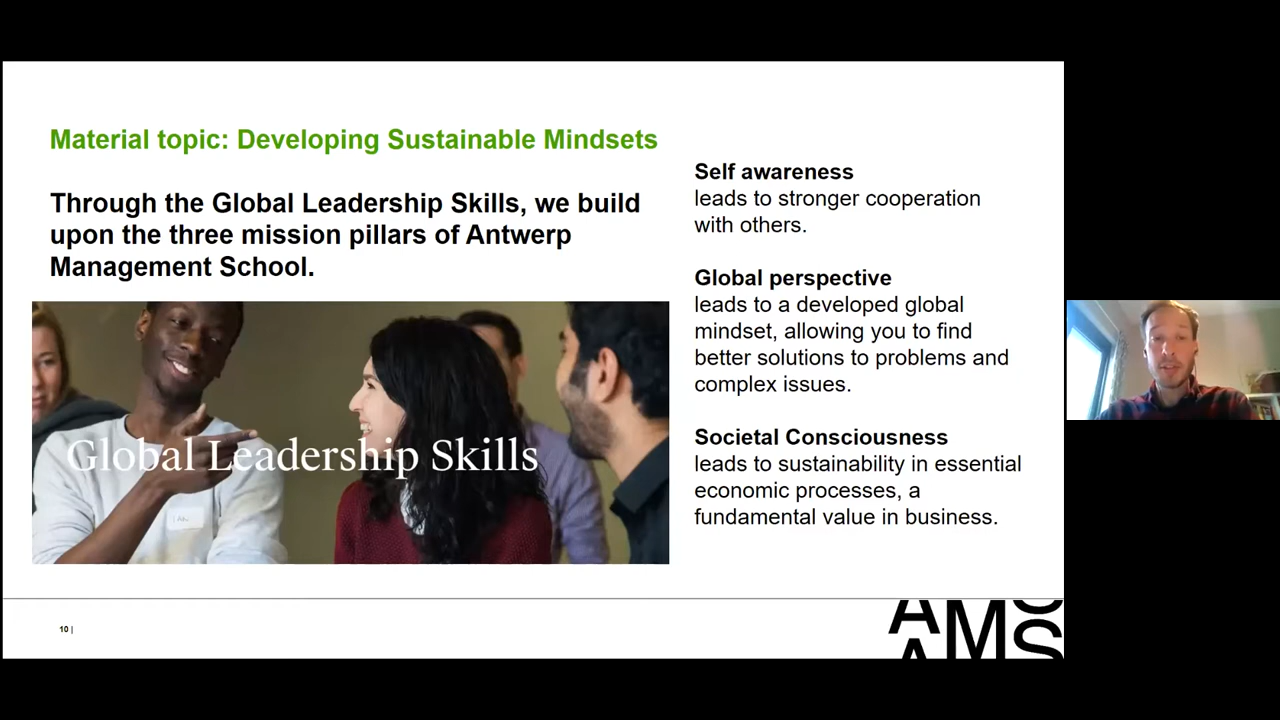 Material topic: Developing Sustainable Mindsets
Through the Global Leadership Skills, we build
upon the three mission pillars of Antwerp
Management School.
Global Leadership Skills
Self awareness
leads to stronger cooperation
with others.
Global perspective
leads to a developed global
mindset, allowing you to find
better solutions to problems and
complex issues.
Societal Consciousness
leads to sustainability in essential
economic processes, a
fundamental value in business.
10 |
AMS